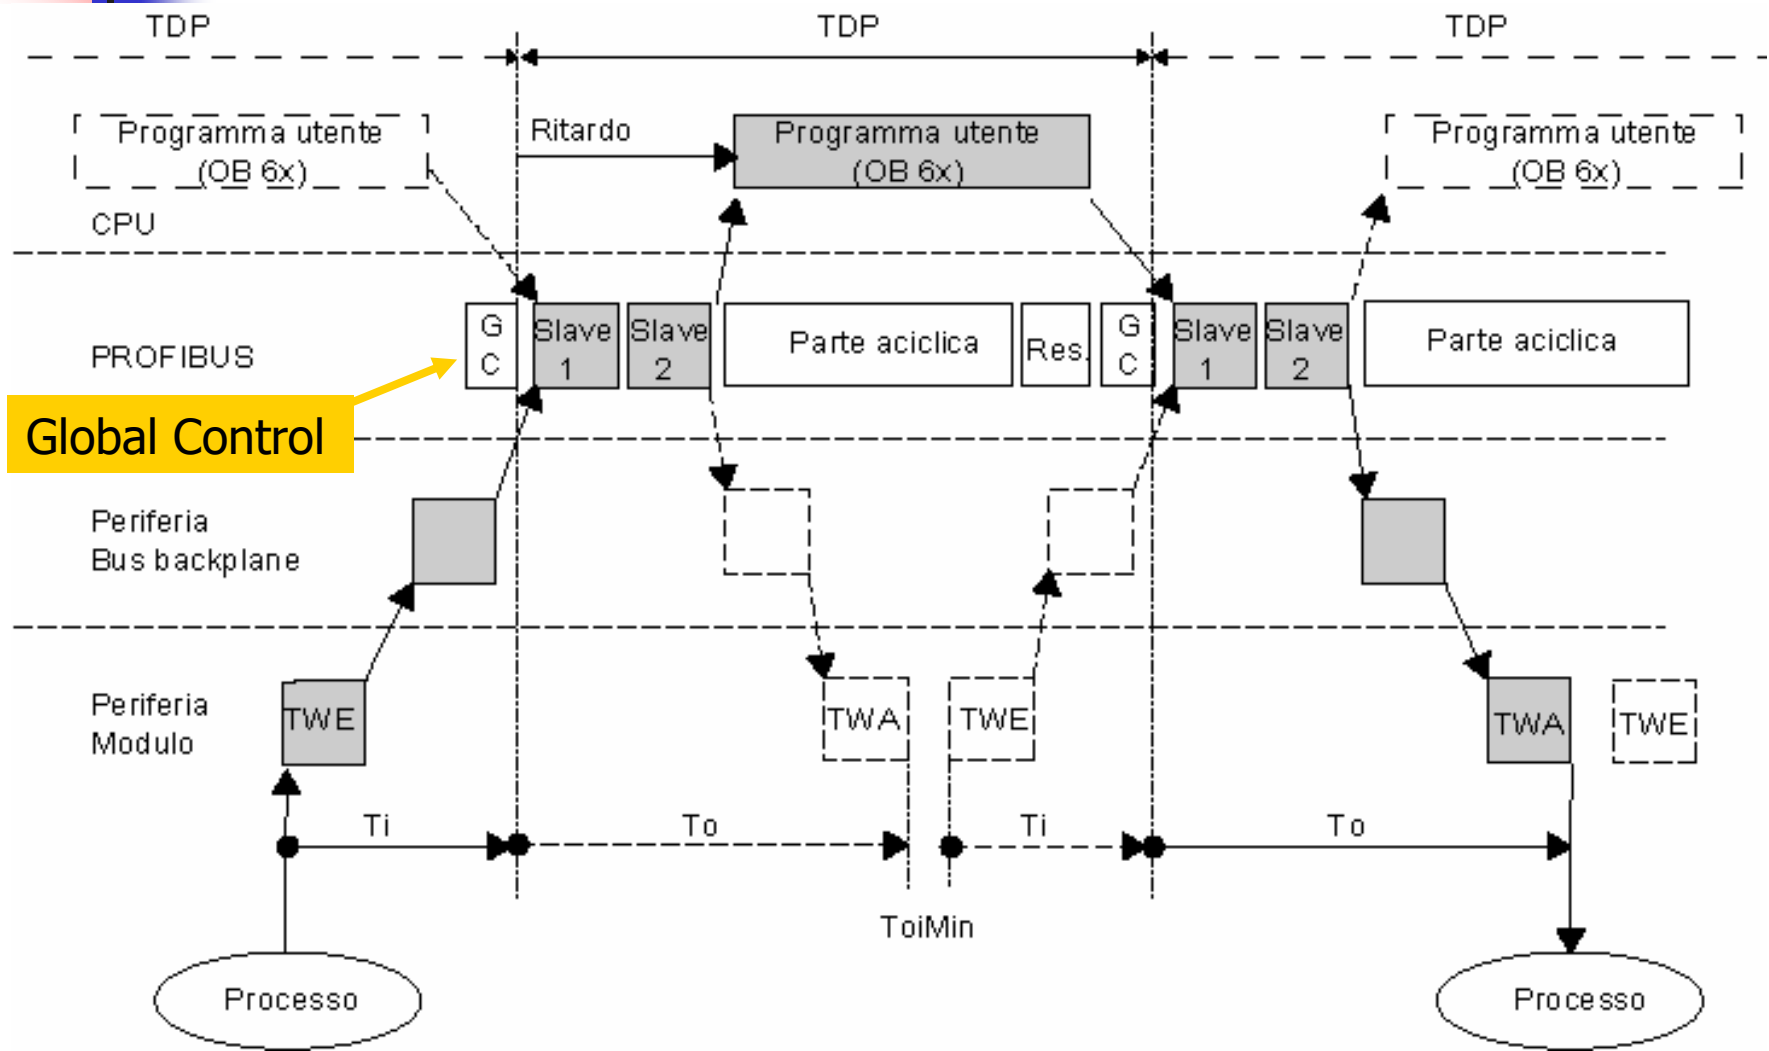 TDP
TDP
TDP
Programma utente
(OB 6x)
Ritardo
Programma utente
(OB 6x)
Programma utente
(OB 6x)
CPU
PROFIBUS
G
C
Slave
1
Slave
2
Parte aciclica
Res.
G
C
Slave
1
Slave
2
Parte aciclica
Global Control
Periferia
Bus backplane
Periferia
Modulo
TWE
TWA
TWE
TWA
TWE
Ti
To
Ti
To
ToiMin
Processo
Processo